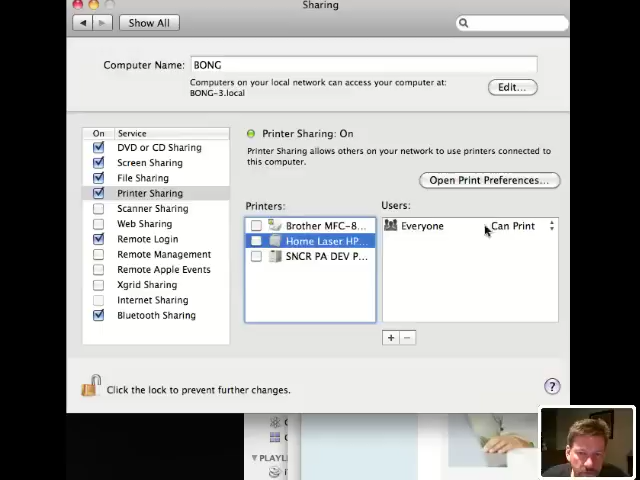 Sharing
Show All
Computer Name: BONG
Computers on your local network can access your computer at:
BONG-3.local
Edit...
On Service
DVD or CD Sharing
Screen Sharing
File Sharing
Printer Sharing
Scanner Sharing
Web Sharing
Remote Login
Remote Management
Remote Apple Events
Xgrid Sharing
Internet Sharing
Bluetooth Sharing
Printer Sharing: On
Printer Sharing allows others on your network to use printers connected to
this computer.
Open Print Preferences...
Printers:
Users:
Brother MFC-8...
Home Laser HP...
SNCR PA DEV P...
Everyone
Can Print
+ −
Click the lock to prevent further changes.
?
▼ PLAYLI